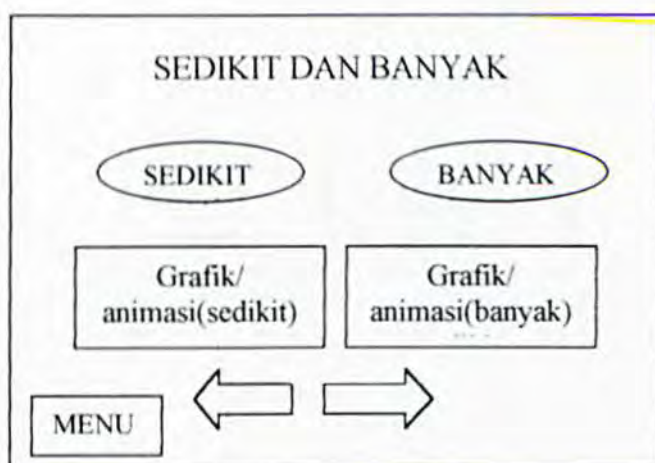 SEDIKIT DAN BANYAK
SEDIKIT
BANYAK
Grafik/
animasi(sedikit)
Grafik/
animasi(banyak)
MENU